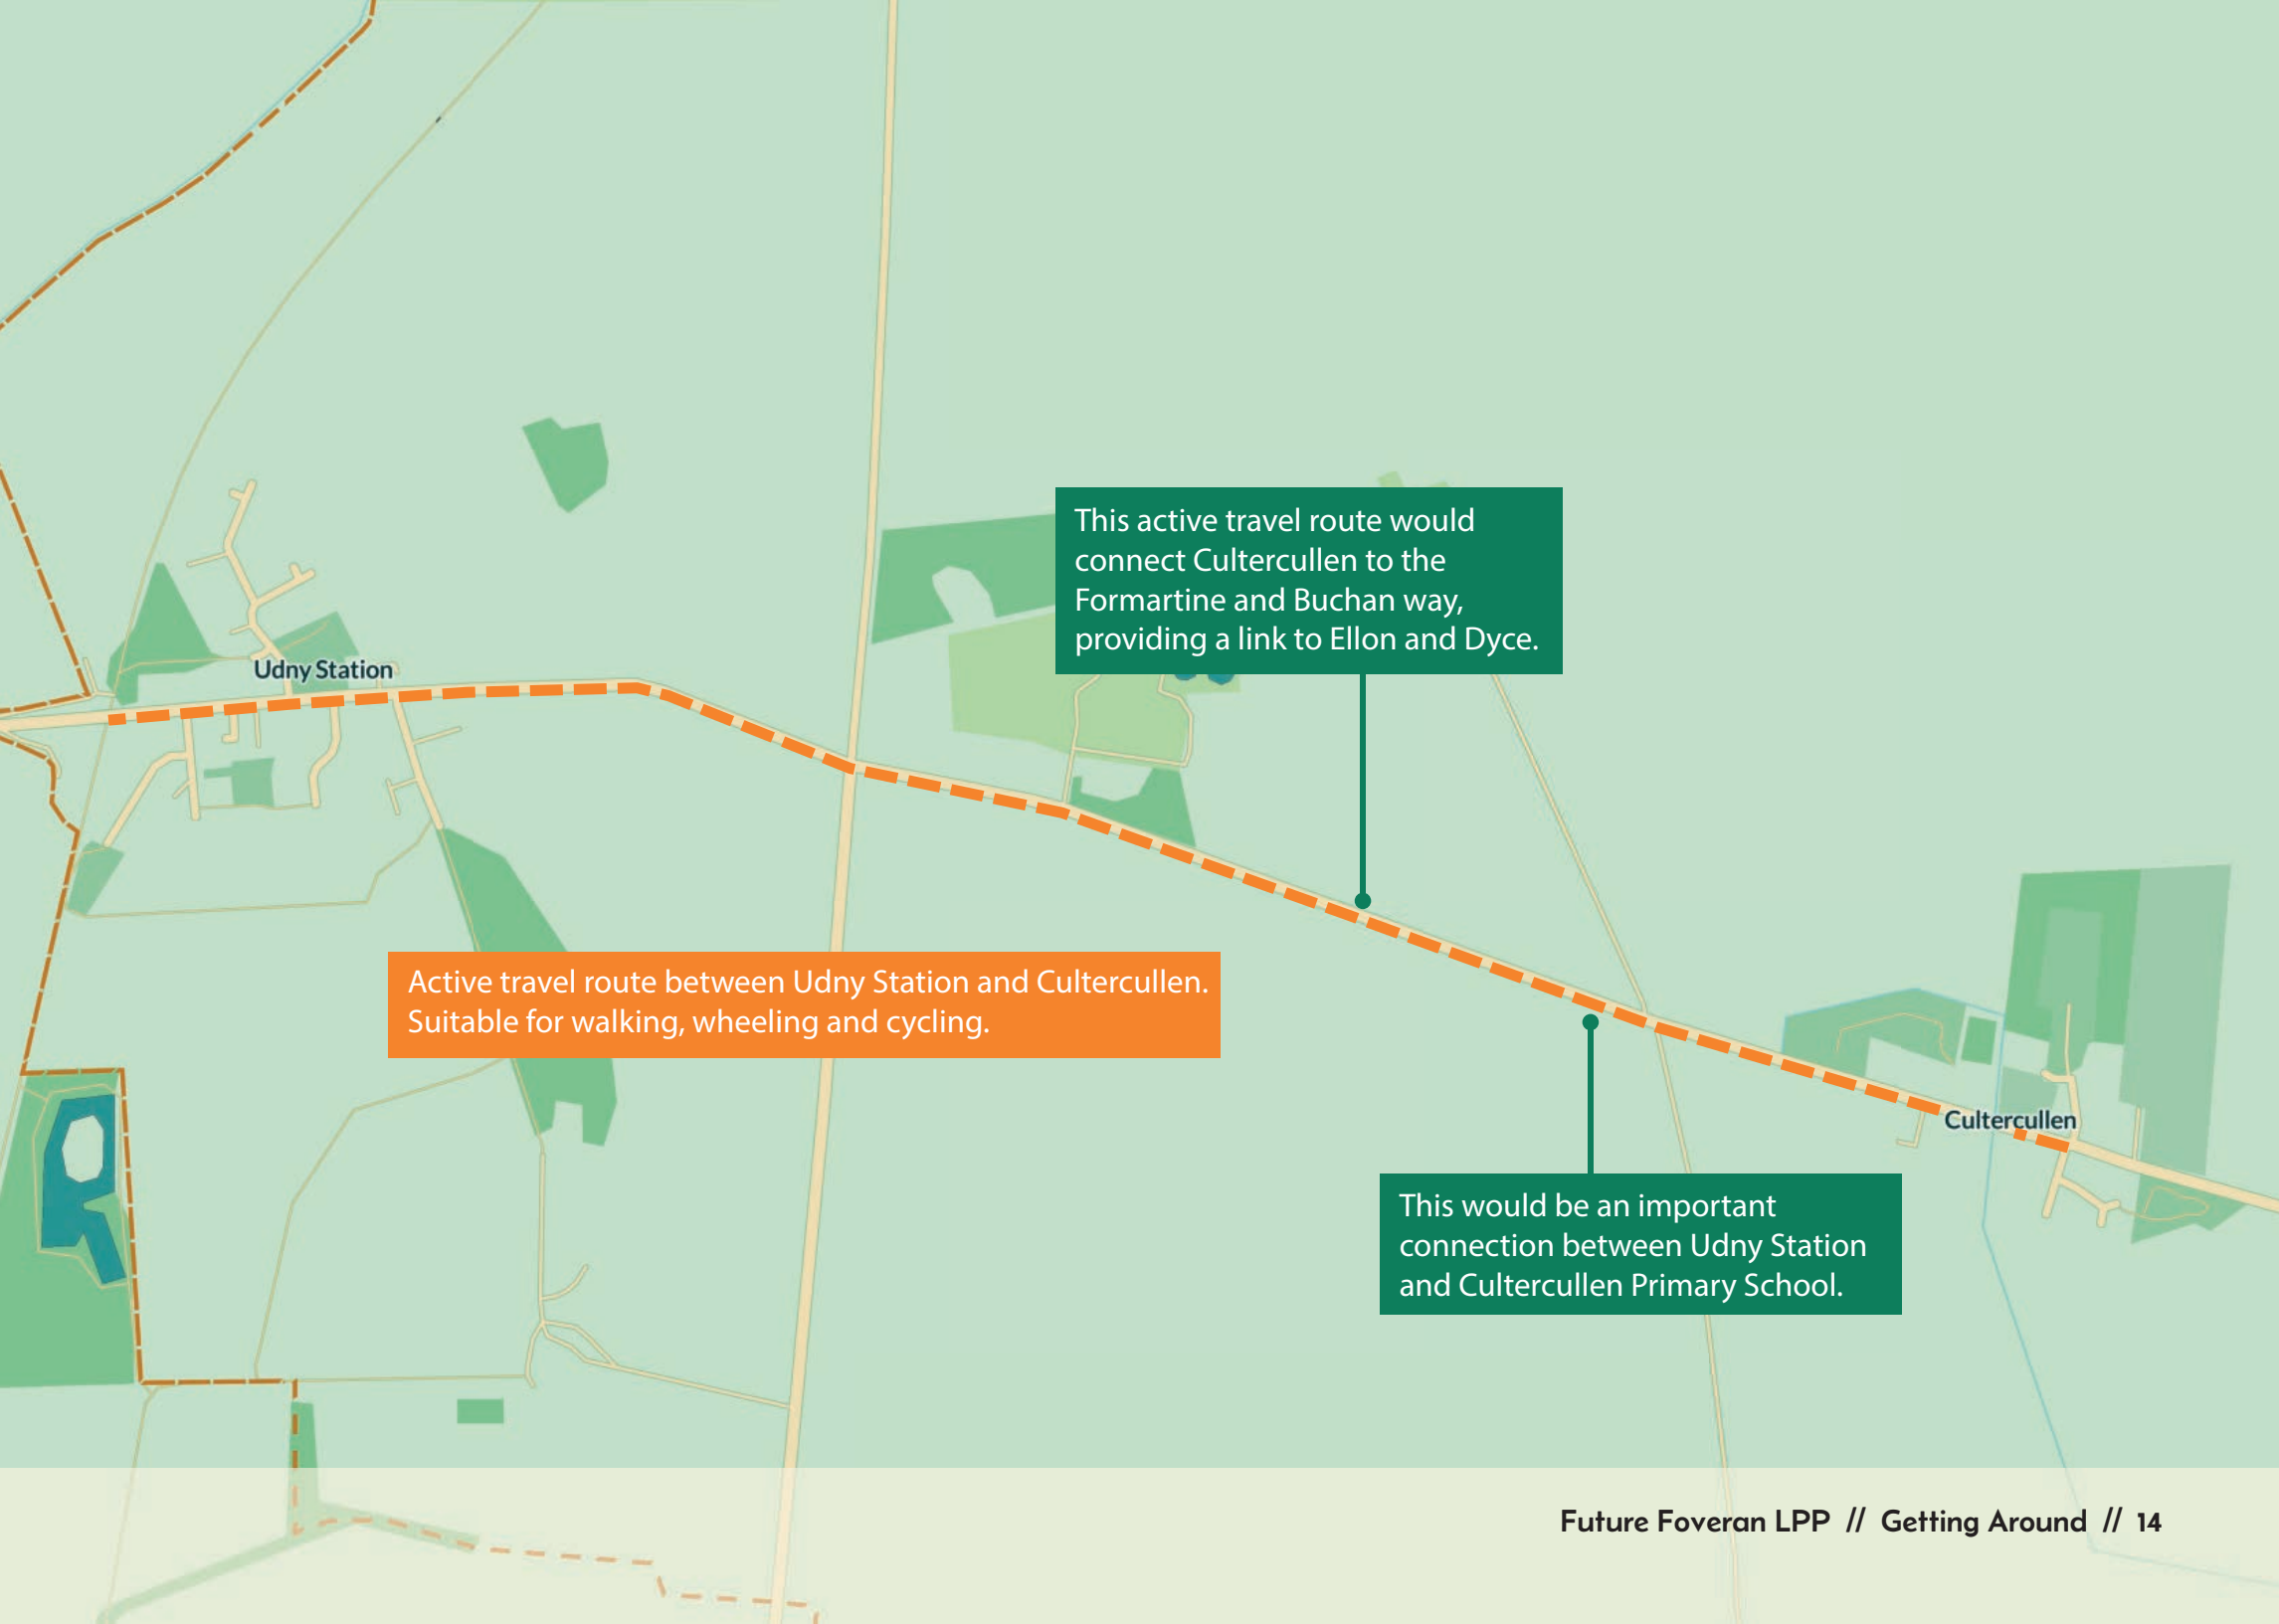 This active travel route would
connect Cultercullen to the
Formartine and Buchan way,
providing a link to Ellon and Dyce.
Udny Station
Active travel route between Udny Station and Cultercullen.
Suitable for walking, wheeling and cycling.
Cultercullen
This would be an important
connection between Udny Station
and Cultercullen Primary School.
Future Foveran LPP // Getting Around // 14